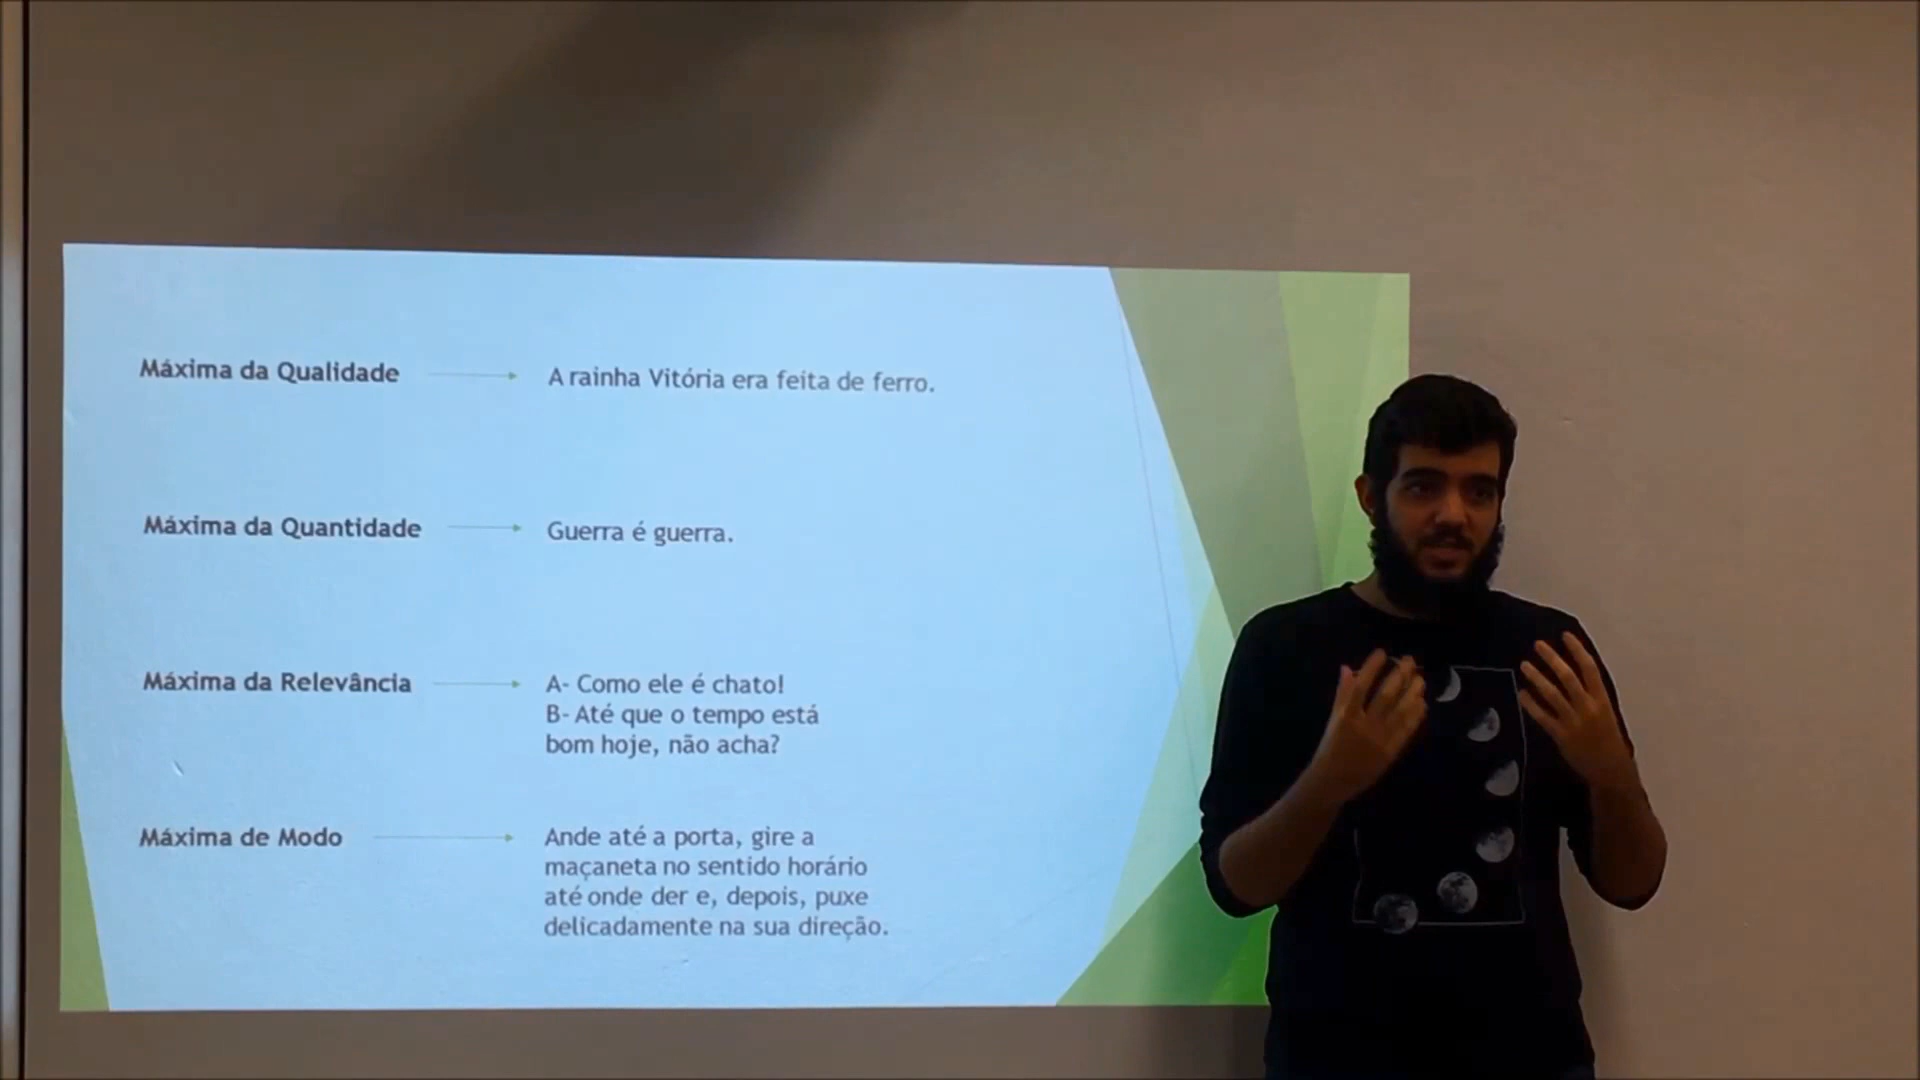 Máxima da Qualidade
A rainha Vitória era feita de ferro.
Máxima da Quantidade
Guerra é guerra.
Máxima da Relevância
A- Como ele é chato!
B- Até que o tempo está
bom hoje, não acha?
Máxima de Modo
Ande até a porta, gire a
maçaneta no sentido horário
até onde der e, depois, puxe
delicadamente na sua direção.